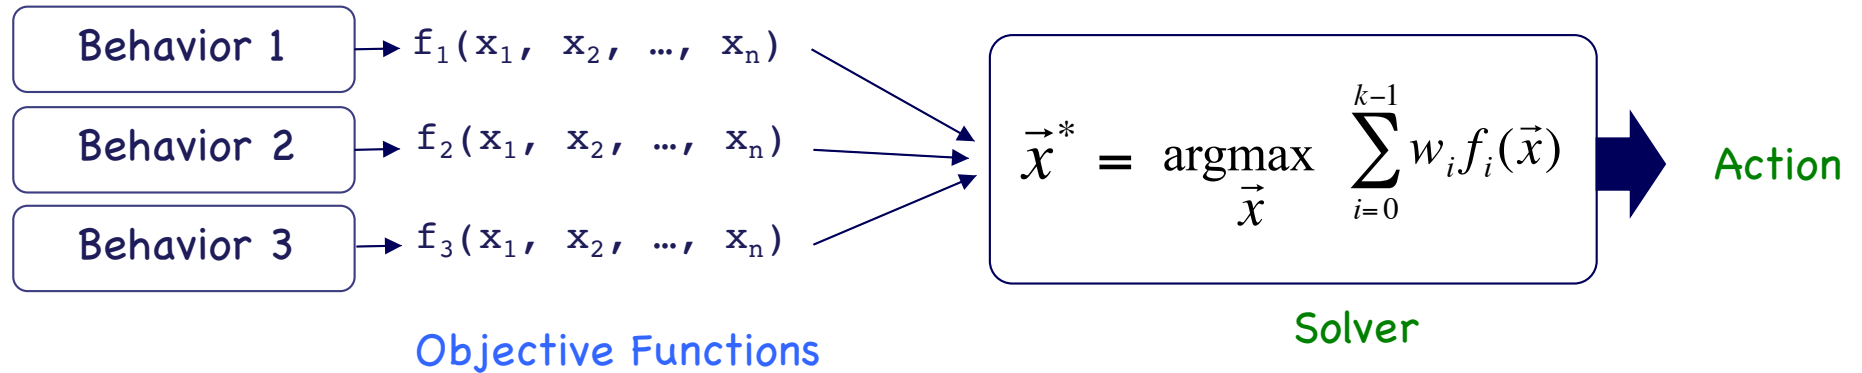 Behavior 1
f₁(x₁, x₂, …, xₙ)
Behavior 2
f₂(x₁, x₂, …, xₙ)
Behavior 3
f₃(x₁, x₂, …, xₙ)
x⃗* = argmax_x⃗ ∑_{i=0}^{k−1} wᵢfᵢ(x⃗)
Action
Solver
Objective Functions